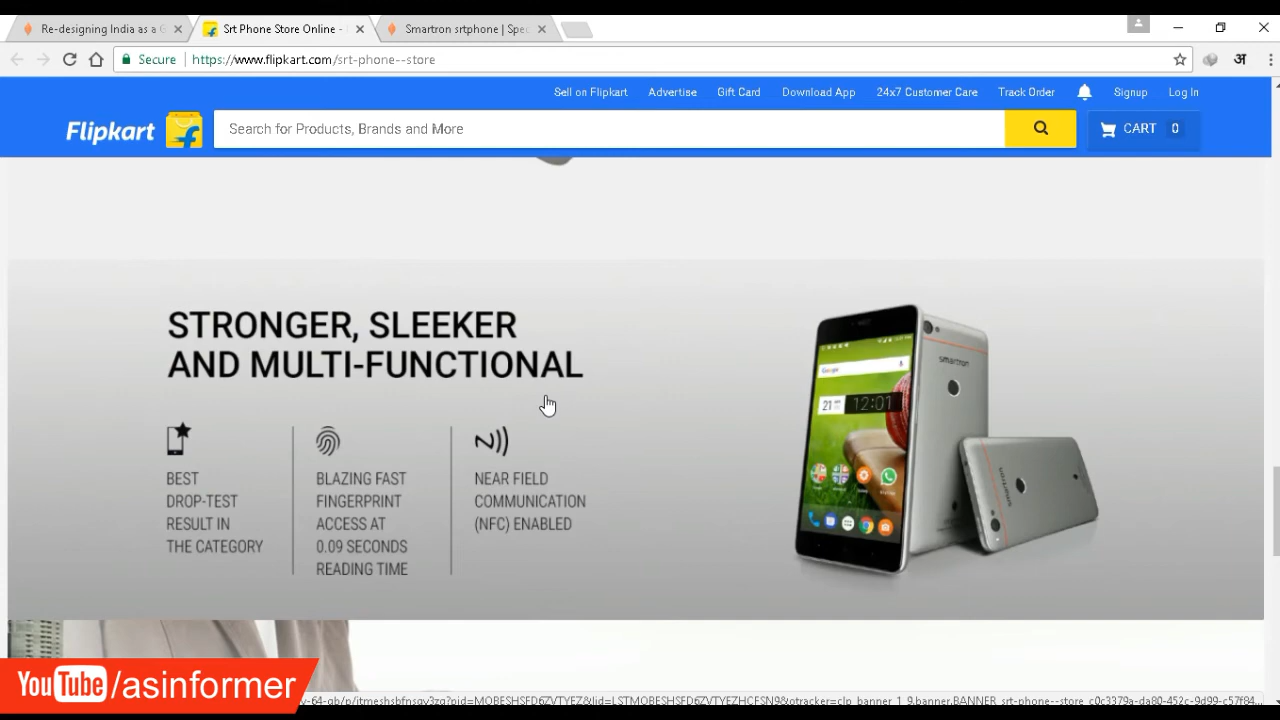 Re-designing India as a G
Srt Phone Store Online -
Smartron srtphone | Spec
Secure
https://www.flipkart.com/srt-phone--store
अ
Sell on Flipkart
Advertise
Gift Card
Download App
24x7 Customer Care
Track Order
Signup
Log In
Flipkart
Search for Products, Brands and More
CART 0
STRONGER, SLEEKER
AND MULTI-FUNCTIONAL
BEST
DROP-TEST
RESULT IN
THE CATEGORY
BLAZING FAST
FINGERPRINT
ACCESS AT
0.09 SECONDS
READING TIME
NEAR FIELD
COMMUNICATION
(NFC) ENABLED
Google
21
12:01
smartron
smartron
YouTube/asinformer